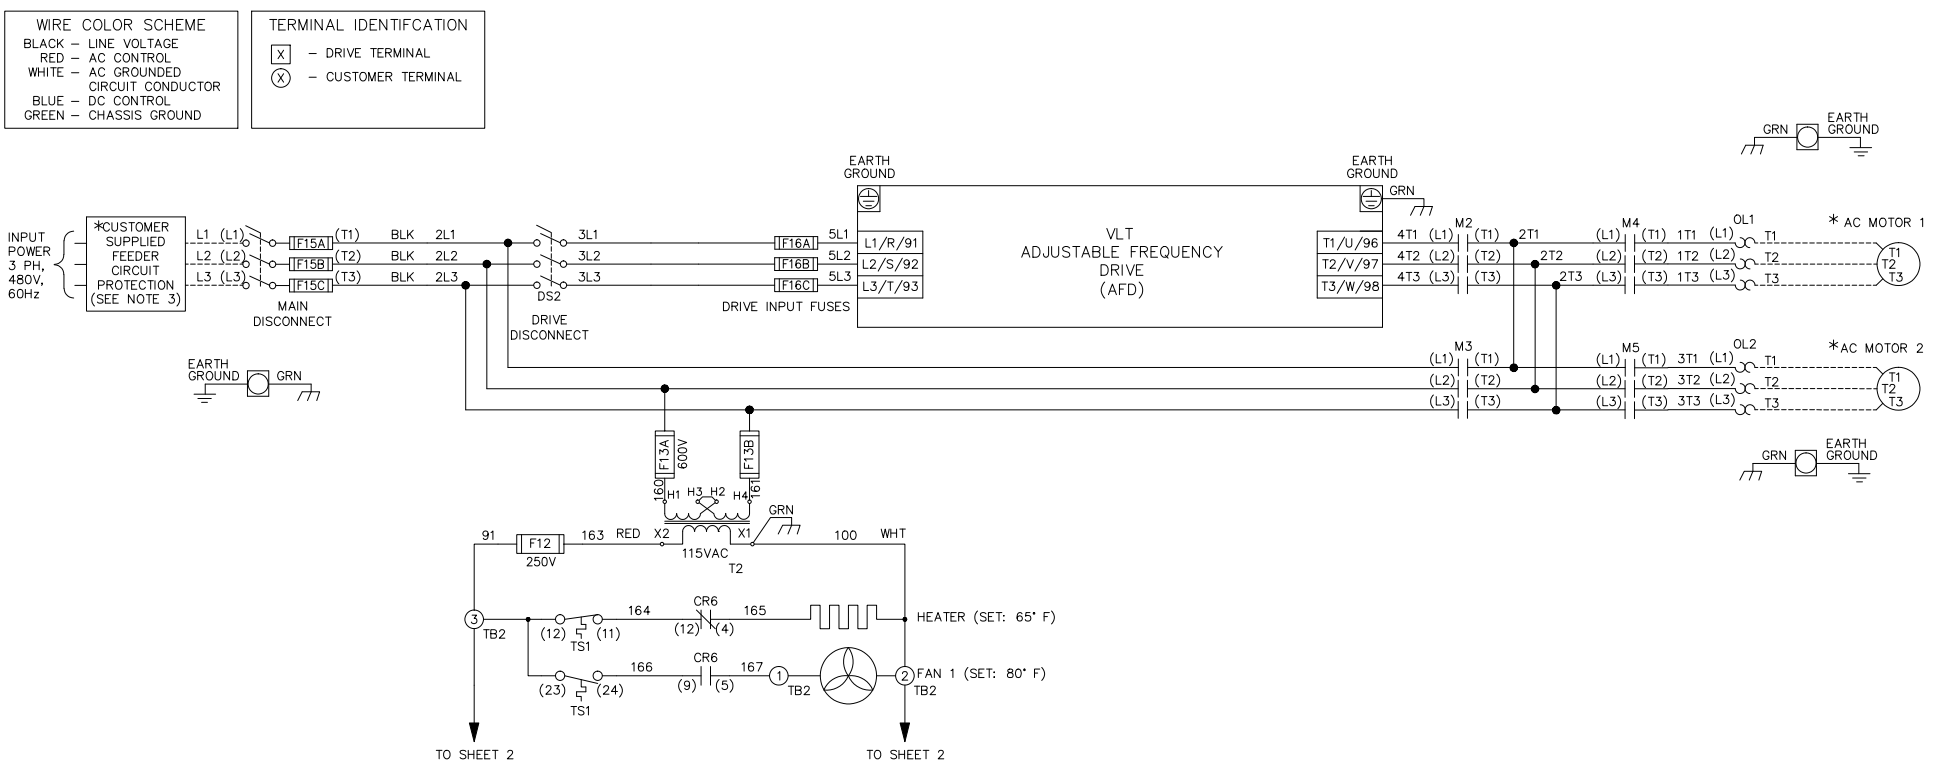 WIRE COLOR SCHEME
BLACK – LINE VOLTAGE
RED – AC CONTROL
WHITE – AC GROUNDED
CIRCUIT CONDUCTOR
BLUE – DC CONTROL
GREEN – CHASSIS GROUND
TERMINAL IDENTIFCATION
X – DRIVE TERMINAL
X – CUSTOMER TERMINAL
GRN
EARTH
GROUND
EARTH
GROUND
EARTH
GROUND
GRN
INPUT
POWER
3 PH,
480V,
60Hz
*CUSTOMER
SUPPLIED
FEEDER
CIRCUIT
PROTECTION
(SEE NOTE 3)
L1 (L1) F15A (T1) BLK 2L1 3L1 F16A 5L1 L1/R/91
L2 (L2) F15B (T2) BLK 2L2 3L2 F16B 5L2 L2/S/92
L3 (L3) F15C (T3) BLK 2L3 3L3 F16C 5L3 L3/T/93
MAIN
DISCONNECT
DS2
DRIVE
DISCONNECT
DRIVE INPUT FUSES
VLT
ADJUSTABLE FREQUENCY
DRIVE
(AFD)
M2 M4 OL1 * AC MOTOR 1
T1/U/96 4T1 (L1) (T1) 2T1 (L1) (T1) 1T1 (L1) T1 T1
T2/V/97 4T2 (L2) (T2) 2T2 (L2) (T2) 1T2 (L2) T2 T2
T3/W/98 4T3 (L3) (T3) 2T3 (L3) (T3) 1T3 (L3) T3 T3
M3 M5 OL2 *AC MOTOR 2
(L1) (T1) (L1) (T1) 3T1 (L1) T1 T1
(L2) (T2) (L2) (T2) 3T2 (L2) T2 T2
(L3) (T3) (L3) (T3) 3T3 (L3) T3 T3
EARTH
GROUND GRN
GRN
EARTH
GROUND
F13A
600V
F13B
160
H1 H3 H2 H4
161
GRN
91 F12 163 RED X2 X1 100 WHT
250V
115VAC
T2
3
TB2
(12) (11)
TS1
164
CR6
(12) (4)
165
HEATER (SET: 65° F)
(23) (24)
TS1
166
CR6
(9) (5)
167
1
TB2
2
TB2
FAN 1 (SET: 80° F)
TO SHEET 2
TO SHEET 2